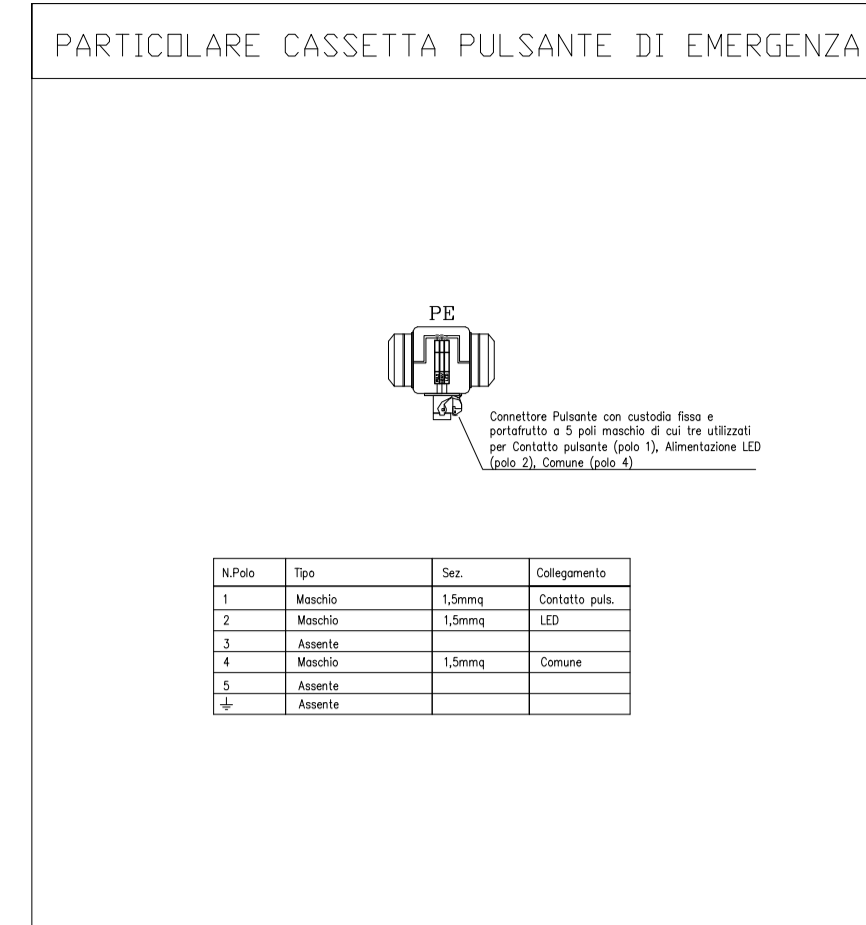 PARTICOLARE CASSETTA PULSANTE DI EMERGENZA
PE
Connettore Pulsante con custodia fissa e
portafrutto a 5 poli maschio di cui tre utilizzati
per Contatto pulsante (polo 1), Alimentazione LED
(polo 2), Comune (polo 4)
N.Polo Tipo Sez. Collegamento
1 Maschio 1,5mmq Contatto puls.
2 Maschio 1,5mmq LED
3 Assente
4 Maschio 1,5mmq Comune
5 Assente
⏚ Assente